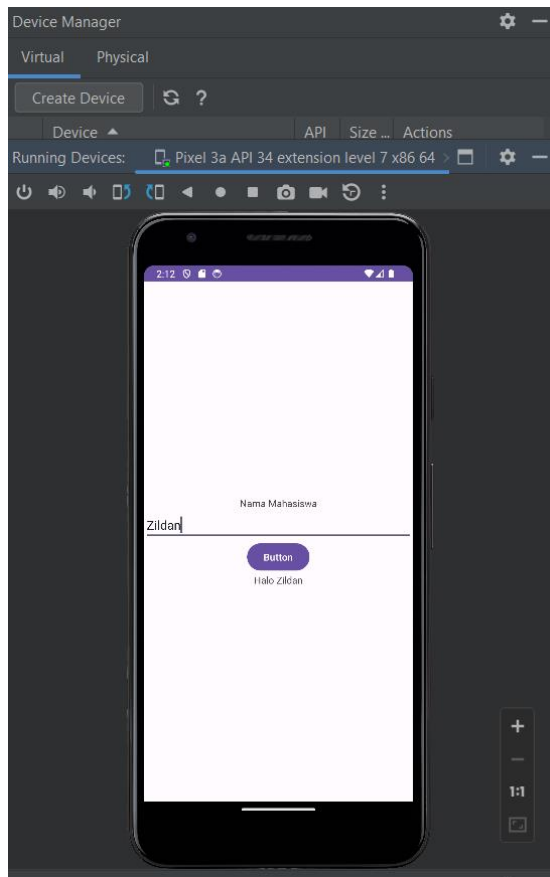 Device Manager
Virtual Physical
Create Device ?
Device API Size ... Actions
Running Devices: Pixel 3a API 34 extension level 7 x86 64
2:12
Nama Mahasiswa
Zildan
Button
Halo Zildan
1:1